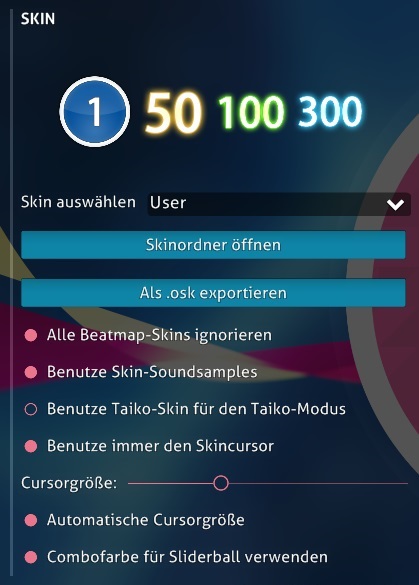 SKIN
1 50 100 300
Skin auswählen User
Skinordner öffnen
Als .osk exportieren
Alle Beatmap-Skins ignorieren
Benutze Skin-Soundsamples
Benutze Taiko-Skin für den Taiko-Modus
Benutze immer den Skincursor
Cursorgröße:
Automatische Cursorgröße
Combofarbe für Sliderball verwenden